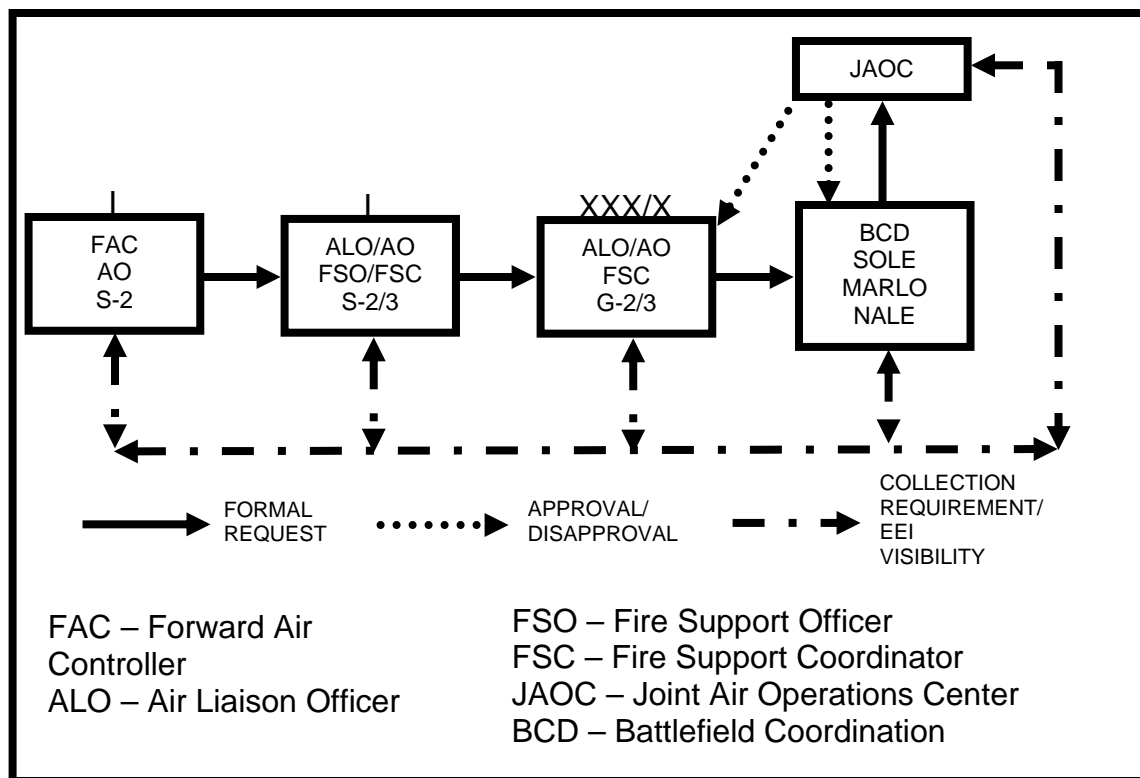 JAOC
|
|
XXX/X
FAC
AO
S-2
ALO/AO
FSO/FSC
S-2/3
ALO/AO
FSC
G-2/3
BCD
SOLE
MARLO
NALE
FORMAL
REQUEST
APPROVAL/
DISAPPROVAL
COLLECTION
REQUIREMENT/
EEI
VISIBILITY
FAC – Forward Air
Controller
ALO – Air Liaison Officer
FSO – Fire Support Officer
FSC – Fire Support Coordinator
JAOC – Joint Air Operations Center
BCD – Battlefield Coordination